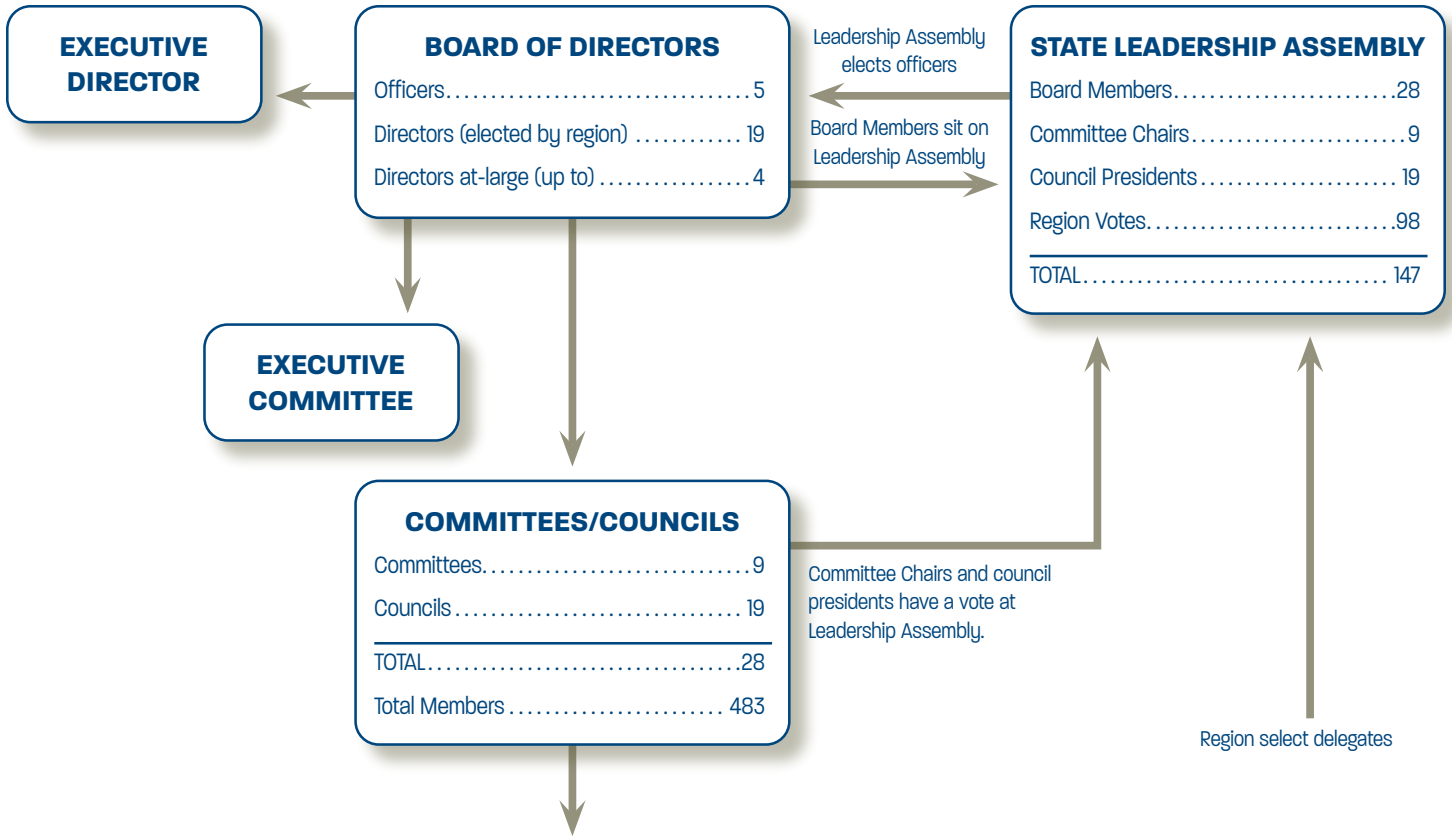 EXECUTIVE
DIRECTOR
BOARD OF DIRECTORS
Officers................................5
Directors (elected by region) ............ 19
Directors at-large (up to) ................4
Leadership Assembly
elects officers
Board Members sit on
Leadership Assembly
STATE LEADERSHIP ASSEMBLY
Board Members.......................28
Committee Chairs......................9
Council Presidents .................... 19
Region Votes..........................98
TOTAL................................ 147
EXECUTIVE
COMMITTEE
COMMITTEES/COUNCILS
Committees...........................9
Councils .............................. 19
TOTAL................................28
Total Members ........................ 483
Committee Chairs and council
presidents have a vote at
Leadership Assembly.
Region select delegates